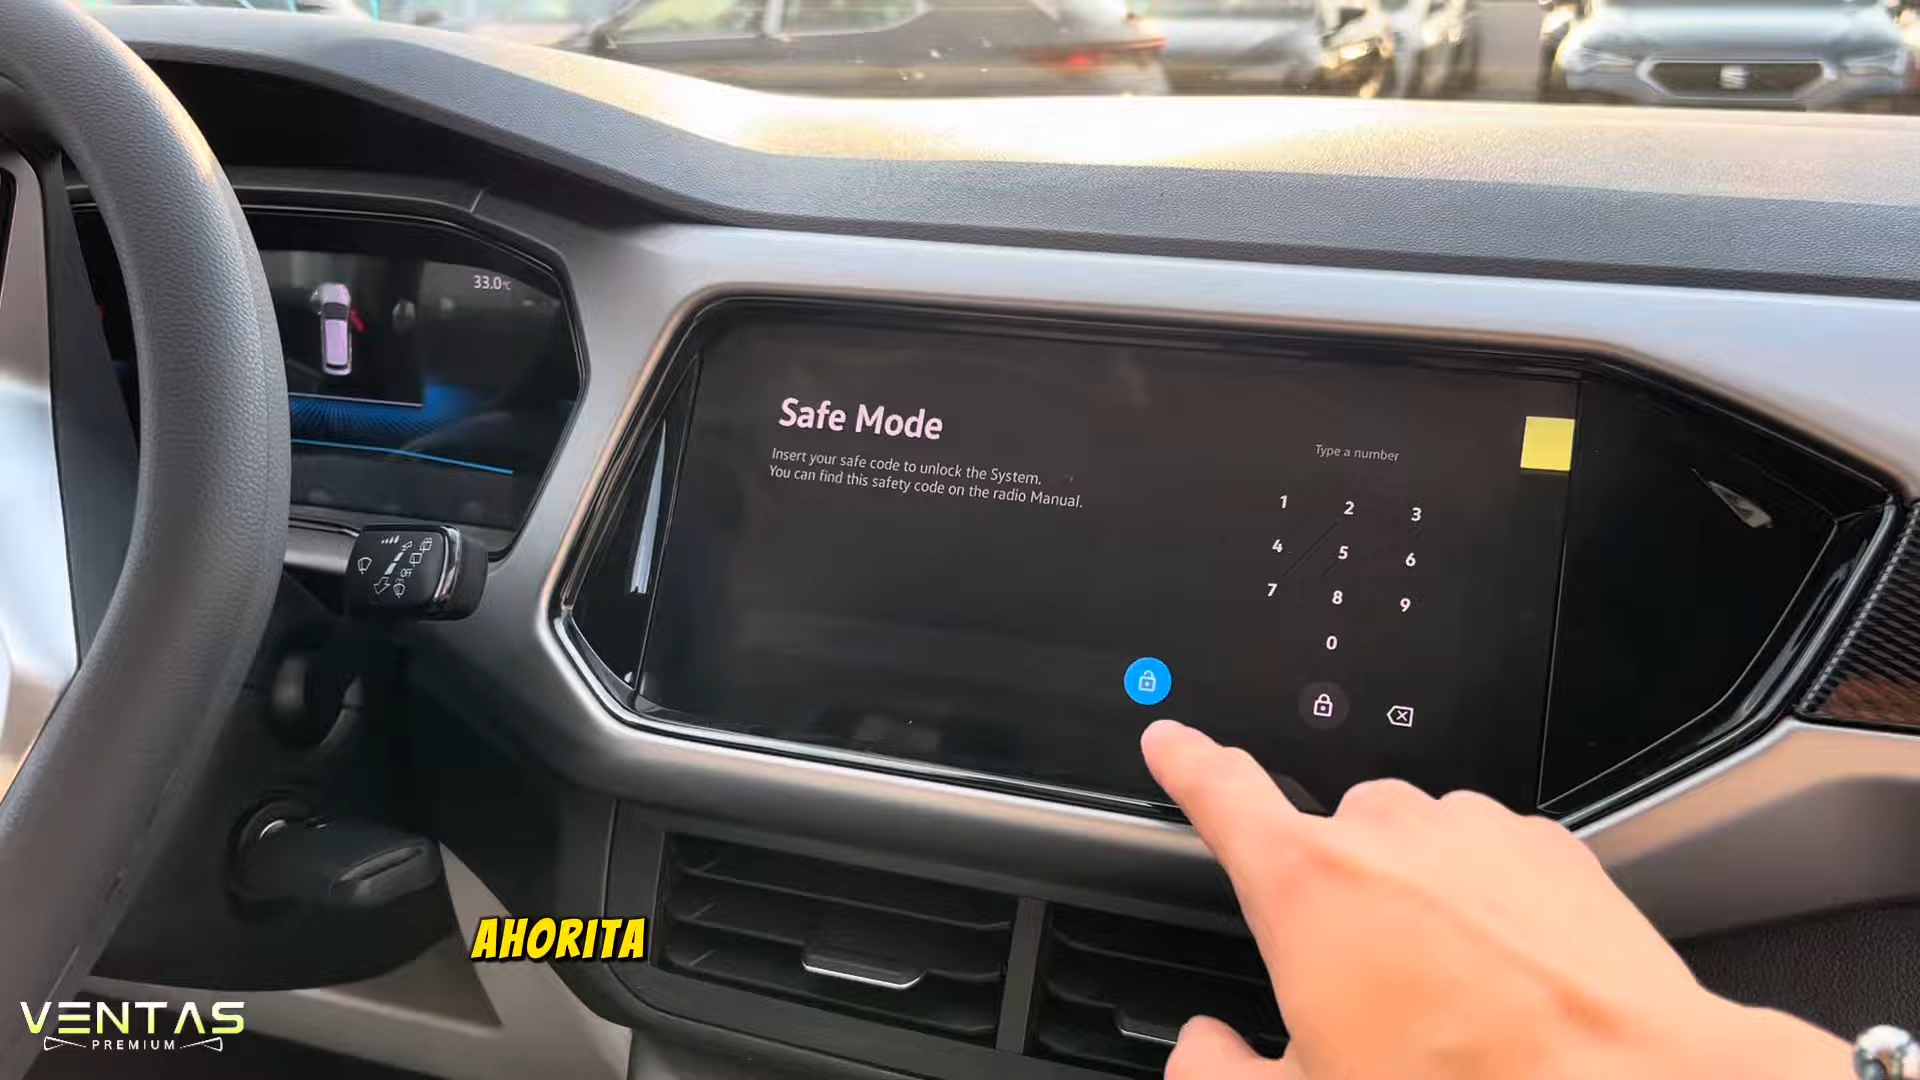 33.0°C
Safe Mode
Insert your safe code to unlock the System.
You can find this safety code on the radio Manual.
Type a number
1 2 3
4 5 6
7 8 9
0
OFF
AHORITA
VENTAS
PREMIUM